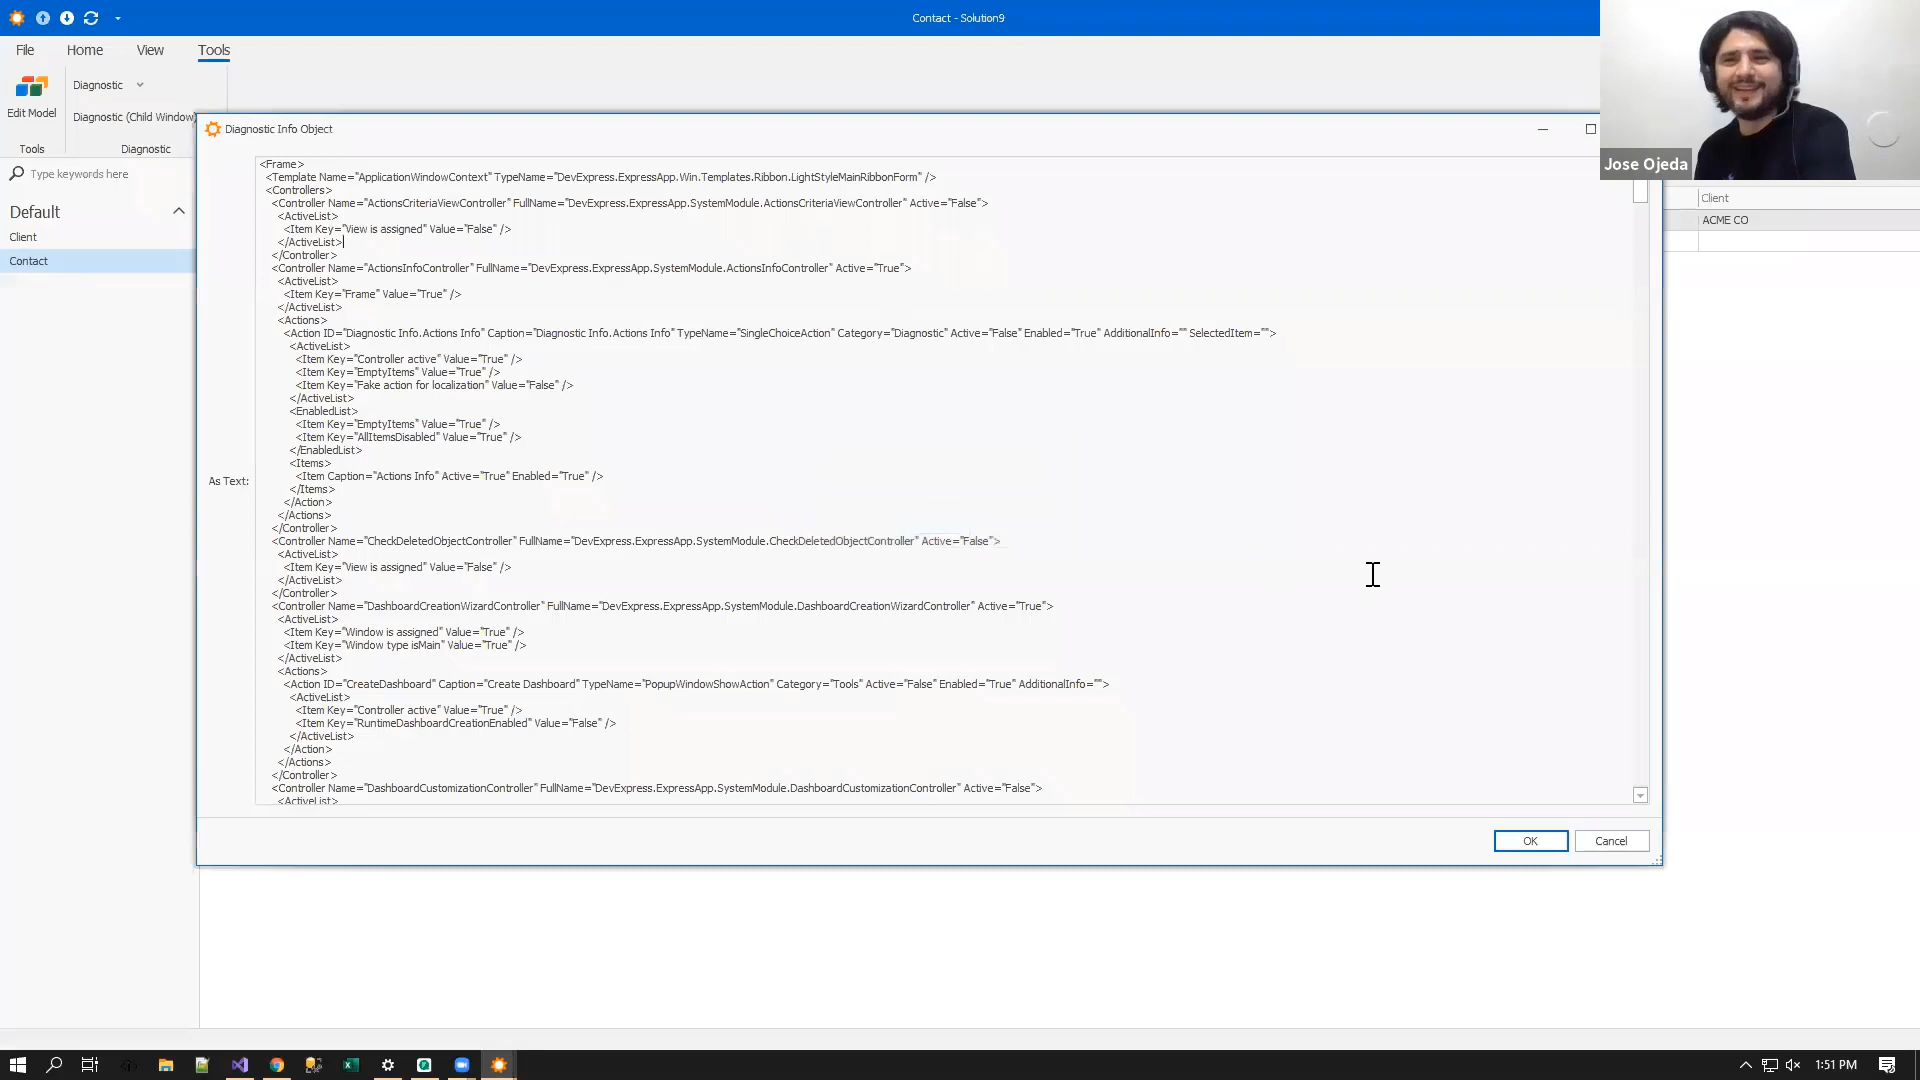 Contact - Solution9
File
Home
View
Tools
Edit Model
Diagnostic
Diagnostic (Child Window)
Tools
Diagnostic
Jose Ojeda
Diagnostic Info Object
Type keywords
Default
Client
Contact
Client
ACME CO
As Text:
<Frame>
<Template Name="ApplicationWindowContext" TypeName="DevExpress.ExpressApp.Win.Templates.Ribbon.LightStyleMainRibbonForm" />
<Controllers>
<Controller Name="ActionsCriteriaViewController" FullName="DevExpress.ExpressApp.SystemModule.ActionsCriteriaViewController" Active="False">
<ActiveList>
<Item Key="View is assigned" Value="False" />
</ActiveList>
</Controller>
<Controller Name="ActionsInfoController" FullName="DevExpress.ExpressApp.SystemModule.ActionsInfoController" Active="True">
<ActiveList>
<Item Key="Frame" Value="True" />
</ActiveList>
<Actions>
<Action ID="Diagnostic Info.Actions Info" Caption="Diagnostic Info.Actions Info" TypeName="SingleChoiceAction" Category="Diagnostic" Active="False" Enabled="True" AdditionalInfo="" SelectedItem="">
<ActiveList>
<Item Key="Controller active" Value="True" />
<Item Key="EmptyItems" Value="True" />
<Item Key="Fake action for localization" Value="False" />
</ActiveList>
<EnabledList>
<Item Key="EmptyItems" Value="True" />
<Item Key="AllItemsDisabled" Value="True" />
</EnabledList>
<Items>
<Item Caption="Actions Info" Active="True" Enabled="True" />
</Items>
</Action>
</Actions>
</Controller>
<Controller Name="CheckDeletedObjectController" FullName="DevExpress.ExpressApp.SystemModule.CheckDeletedObjectController" Active="False">
<ActiveList>
<Item Key="View is assigned" Value="False" />
</ActiveList>
</Controller>
<Controller Name="DashboardCreationWizardController" FullName="DevExpress.ExpressApp.SystemModule.DashboardCreationWizardController" Active="True">
<ActiveList>
<Item Key="Window is assigned" Value="True" />
<Item Key="Window type isMain" Value="True" />
</ActiveList>
<Actions>
<Action ID="CreateDashboard" Caption="Create Dashboard" TypeName="PopupWindowShowAction" Category="Tools" Active="False" Enabled="True" AdditionalInfo="">
<ActiveList>
<Item Key="Controller active" Value="True" />
<Item Key="RuntimeDashboardCreationEnabled" Value="False" />
</ActiveList>
</Action>
</Actions>
</Controller>
<Controller Name="DashboardCustomizationController" FullName="DevExpress.ExpressApp.SystemModule.DashboardCustomizationController" Active="False">
<ActiveList>
OK
Cancel
1:51 PM